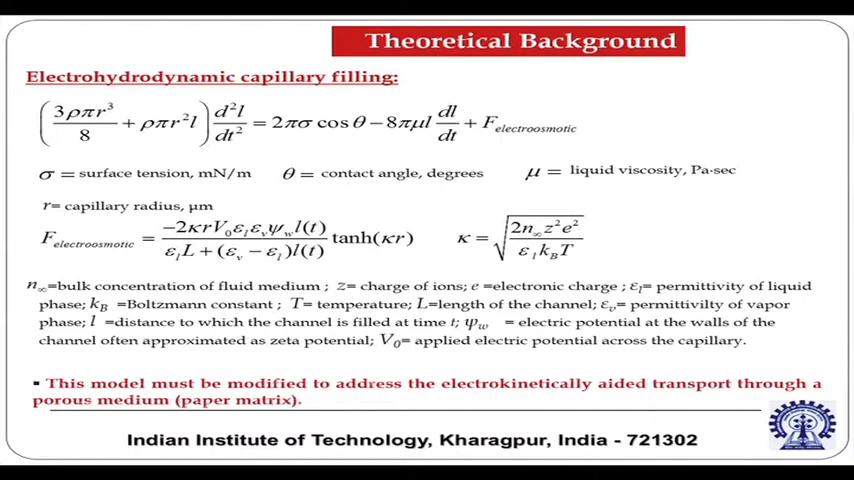 Theoretical Background
Electrohydrodynamic capillary filling:
(3ρπr³/8 + ρπr²l) d²l/dt² = 2πσ cos θ − 8πμl dl/dt + F_electroosmotic
σ = surface tension, mN/m θ = contact angle, degrees μ = liquid viscosity, Pa·sec
r= capillary radius, µm
F_electroosmotic = −2κrV₀ε_lε_vψ_wl(t) / (ε_lL + (ε_v − ε_l)l(t)) tanh(κr) κ = √(2n_∞z²e² / ε_lk_BT)
n_∞=bulk concentration of fluid medium ; z= charge of ions; e =electronic charge ; ε_l= permittivity of liquid
phase; k_B =Boltzmann constant ; T= temperature; L=length of the channel; ε_v= permittivilty of vapor
phase; l =distance to which the channel is filled at time t; ψ_w = electric potential at the walls of the
channel often approximated as zeta potential; V₀= applied electric potential across the capillary.
▪ This model must be modified to address the electrokinetically aided transport through a
porous medium (paper matrix).
Indian Institute of Technology, Kharagpur, India - 721302